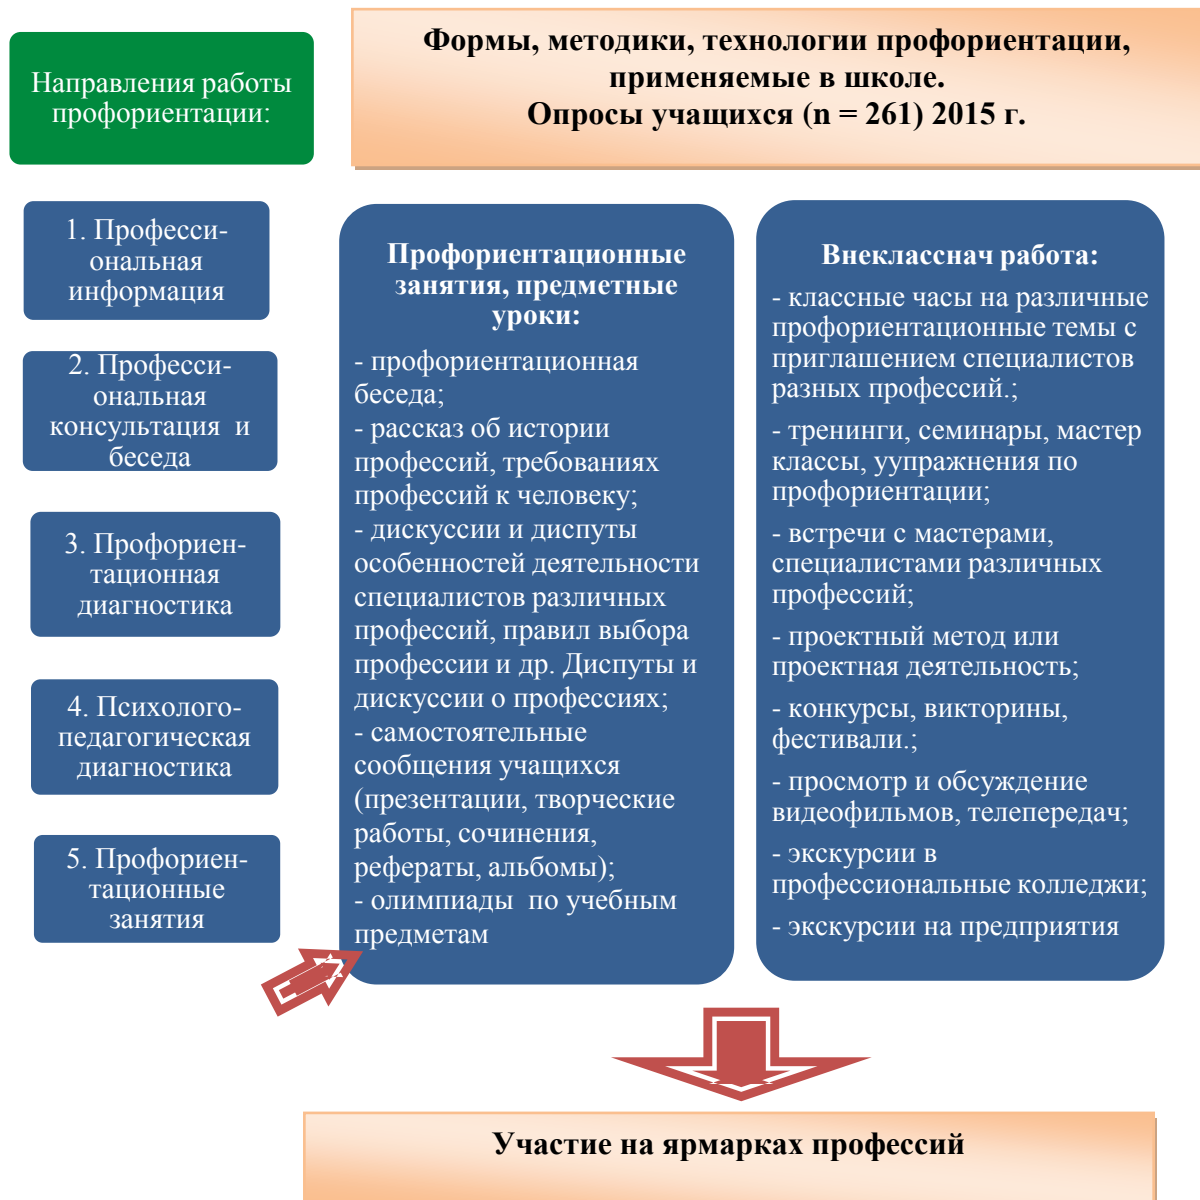 Направления работы
профориентации:
Формы, методики, технологии профориентации,
применяемые в школе.
Опросы учащихся (n = 261) 2015 г.
1. Професси-
ональная
информация
2. Професси-
ональная
консультация и
беседа
3. Профориен-
тационная
диагностика
4. Психолого-
педагогическая
диагностика
5. Профориен-
тационные
занятия
Профориентационные
занятия, предметные
уроки:
- профориентационная
беседа;
- рассказ об истории
профессий, требованиях
профессий к человеку;
- дискуссии и диспуты
особенностей деятельности
специалистов различных
профессий, правил выбора
профессии и др. Диспуты и
дискуссии о профессиях;
- самостоятельные
сообщения учащихся
(презентации, творческие
работы, сочинения,
рефераты, альбомы);
- олимпиады по учебным
предметам
Внекласснач работа:
- классные часы на различные
профориентационные темы с
приглашением специалистов
разных профессий.;
- тренинги, семинары, мастер
классы, уупражнения по
профориентации;
- встречи с мастерами,
специалистами различных
профессий;
- проектный метод или
проектная деятельность;
- конкурсы, викторины,
фестивали.;
- просмотр и обсуждение
видеофильмов, телепередач;
- экскурсии в
профессиональные колледжи;
- экскурсии на предприятия
Участие на ярмарках профессий